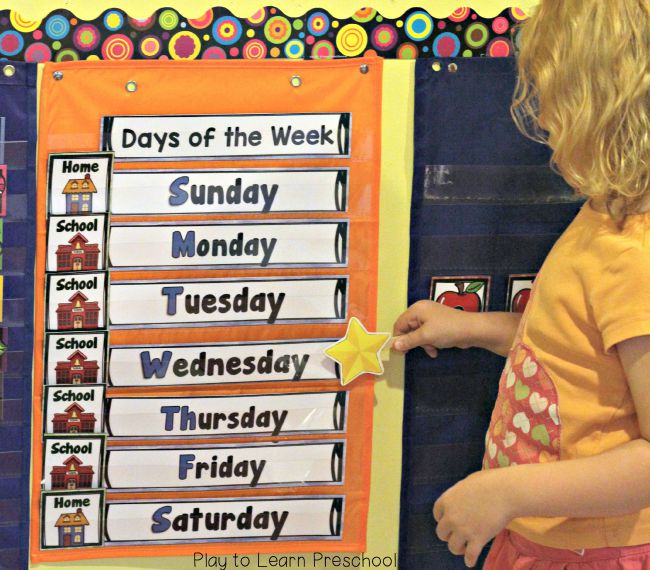 Days of the Week
Home
Sunday
School
Monday
School
Tuesday
School
Wednesday
School
Thursday
School
Friday
Home
Saturday
Play to Learn Preschool